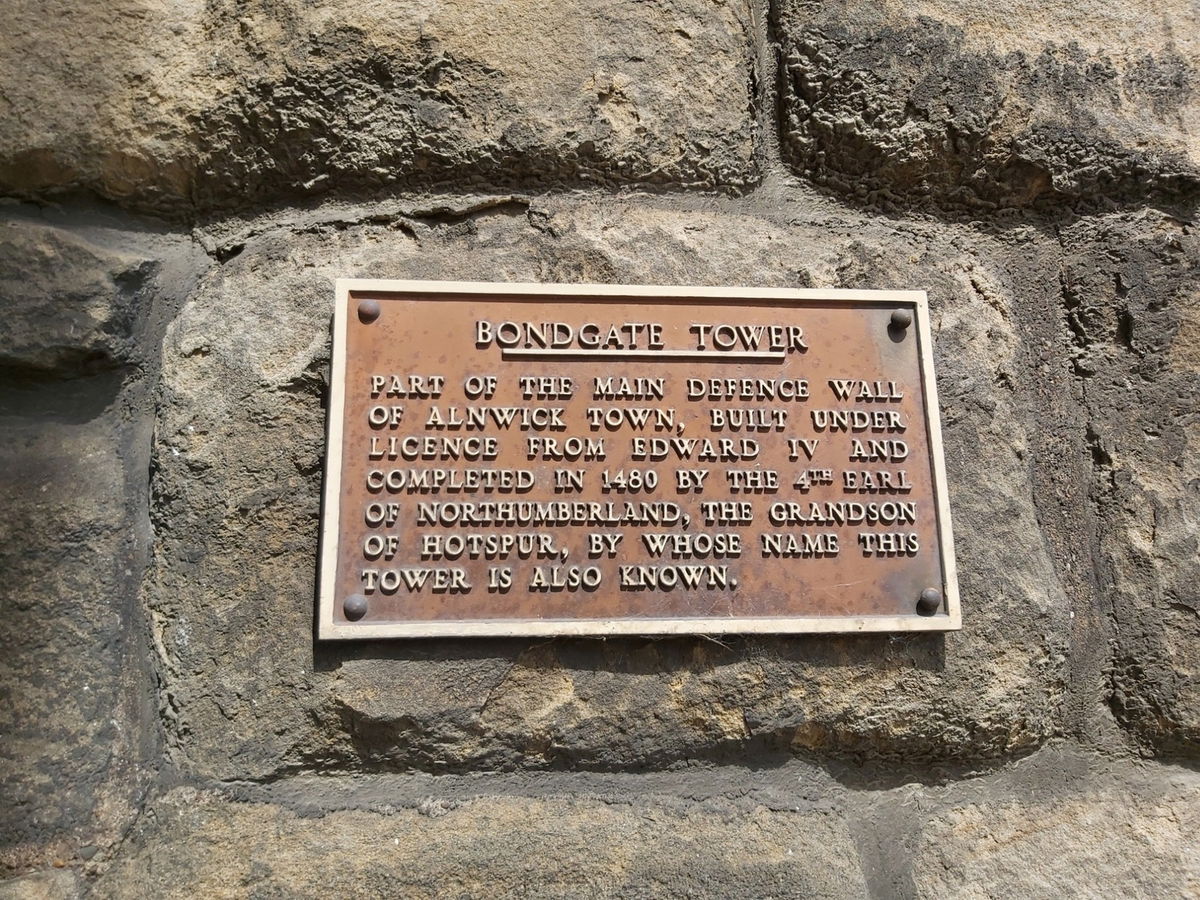 BONDGATE TOWER
PART OF THE MAIN DEFENCE WALL
OF ALNWICK TOWN, BUILT UNDER
LICENCE FROM EDWARD IV AND
COMPLETED IN 1480 BY THE 4TH EARL
OF NORTHUMBERLAND, THE GRANDSON
OF HOTSPUR, BY WHOSE NAME THIS
TOWER IS ALSO KNOWN.